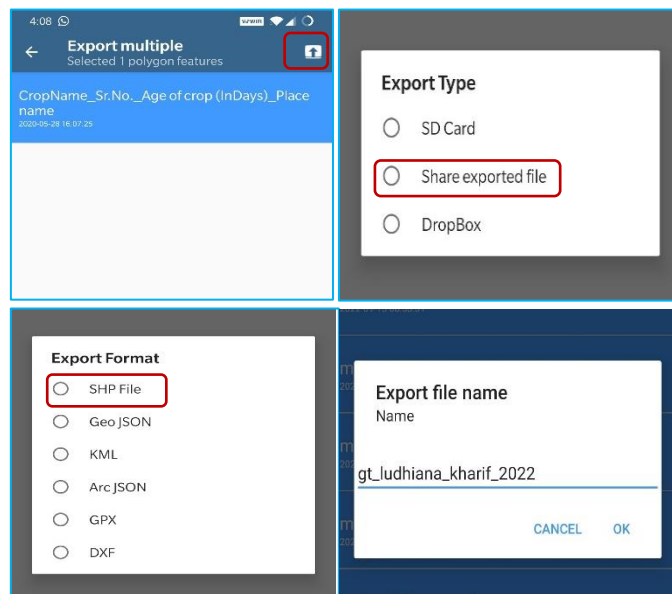 4:08
Export multiple
Selected 1 polygon features
CropName_Sr.No._Age of crop (InDays)_Place
name
2020-05-28 16:07:25
Export Type
SD Card
Share exported file
DropBox
Export Format
SHP File
Geo JSON
KML
Arc JSON
GPX
DXF
Export file name
Name
gt_ludhiana_kharif_2022
CANCEL OK